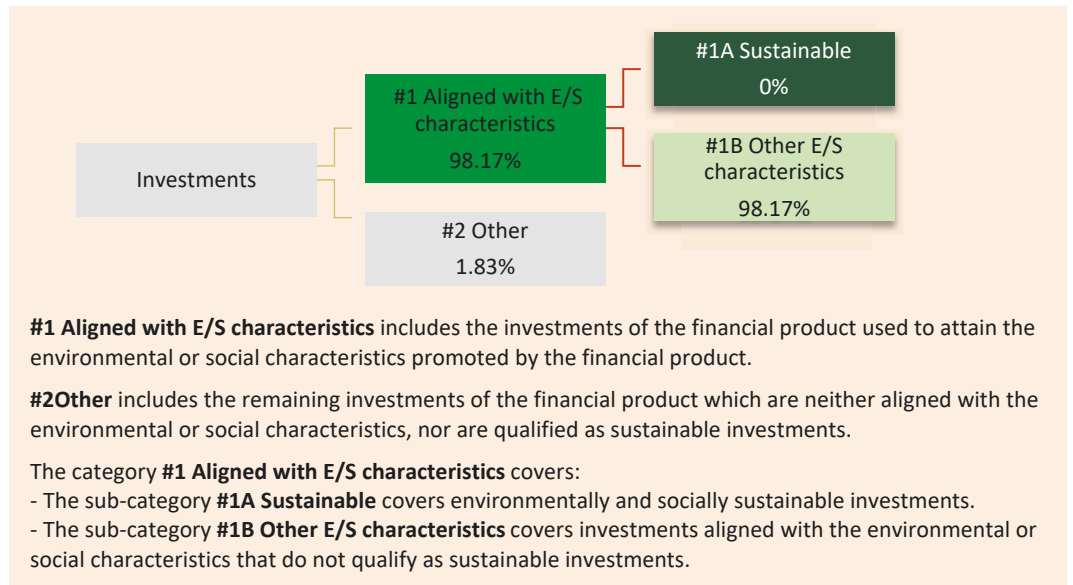 #1A Sustainable
0%
#1 Aligned with E/S
characteristics
98.17%
#1B Other E/S
characteristics
98.17%
Investments
#2 Other
1.83%
#1 Aligned with E/S characteristics includes the investments of the financial product used to attain the
environmental or social characteristics promoted by the financial product.
#2Other includes the remaining investments of the financial product which are neither aligned with the
environmental or social characteristics, nor are qualified as sustainable investments.
The category #1 Aligned with E/S characteristics covers:
- The sub-category #1A Sustainable covers environmentally and socially sustainable investments.
- The sub-category #1B Other E/S characteristics covers investments aligned with the environmental or
social characteristics that do not qualify as sustainable investments.